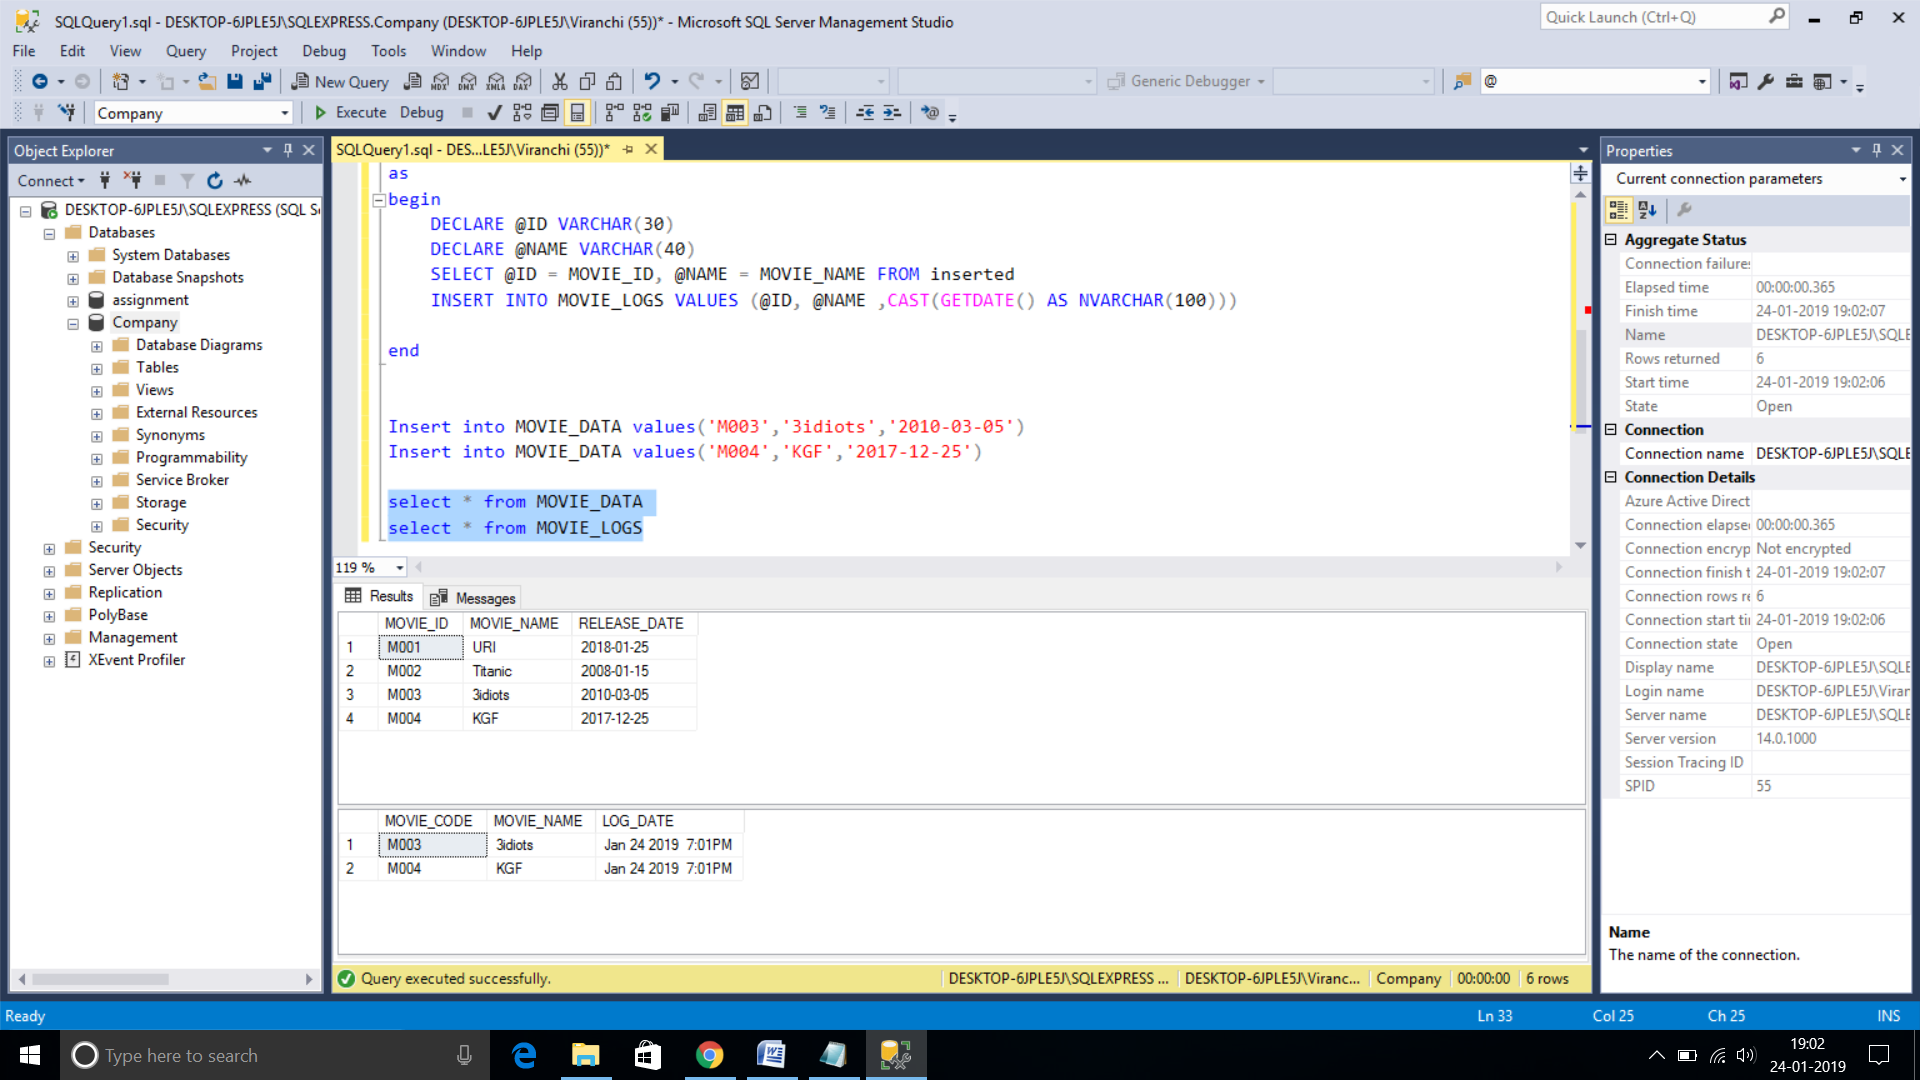 SQLQuery1.sql - DESKTOP-6JPLE5J\SQLEXPRESS.Company (DESKTOP-6JPLE5J\Viranchi (55))* - Microsoft SQL Server Management Studio
Quick Launch (Ctrl+Q)
File Edit View Query Project Debug Tools Window Help
New Query MDX DMX XMLA DAX Generic Debugger @
Company Execute Debug
Object Explorer
Connect
DESKTOP-6JPLE5J\SQLEXPRESS (SQL S
Databases
System Databases
Database Snapshots
assignment
Company
Database Diagrams
Tables
Views
External Resources
Synonyms
Programmability
Service Broker
Storage
Security
Security
Server Objects
Replication
PolyBase
Management
XEvent Profiler
SQLQuery1.sql - DES...LE5J\Viranchi (55))*
as
begin
DECLARE @ID VARCHAR(30)
DECLARE @NAME VARCHAR(40)
SELECT @ID = MOVIE_ID, @NAME = MOVIE_NAME FROM inserted
INSERT INTO MOVIE_LOGS VALUES (@ID, @NAME ,CAST(GETDATE() AS NVARCHAR(100)))
end
Insert into MOVIE_DATA values('M003','3idiots','2010-03-05')
Insert into MOVIE_DATA values('M004','KGF','2017-12-25')
select * from MOVIE_DATA
select * from MOVIE_LOGS
119 %
Results Messages
MOVIE_ID MOVIE_NAME RELEASE_DATE
1 M001 URI 2018-01-25
2 M002 Titanic 2008-01-15
3 M003 3idiots 2010-03-05
4 M004 KGF 2017-12-25
MOVIE_CODE MOVIE_NAME LOG_DATE
1 M003 3idiots Jan 24 2019 7:01PM
2 M004 KGF Jan 24 2019 7:01PM
Query executed successfully. DESKTOP-6JPLE5J\SQLEXPRESS ... DESKTOP-6JPLE5J\Viranc... Company 00:00:00 6 rows
Properties
Current connection parameters
Aggregate Status
Connection failures
Elapsed time 00:00:00.365
Finish time 24-01-2019 19:02:07
Name DESKTOP-6JPLE5J\SQLE
Rows returned 6
Start time 24-01-2019 19:02:06
State Open
Connection
Connection name DESKTOP-6JPLE5J\SQLE
Connection Details
Azure Active Direct
Connection elapse 00:00:00.365
Connection encryp Not encrypted
Connection finish t 24-01-2019 19:02:07
Connection rows re 6
Connection start ti 24-01-2019 19:02:06
Connection state Open
Display name DESKTOP-6JPLE5J\SQLE
Login name DESKTOP-6JPLE5J\Viran
Server name DESKTOP-6JPLE5J\SQLE
Server version 14.0.1000
Session Tracing ID
SPID 55
Name
The name of the connection.
Ready Ln 33 Col 25 Ch 25 INS
Type here to search
19:02
24-01-2019